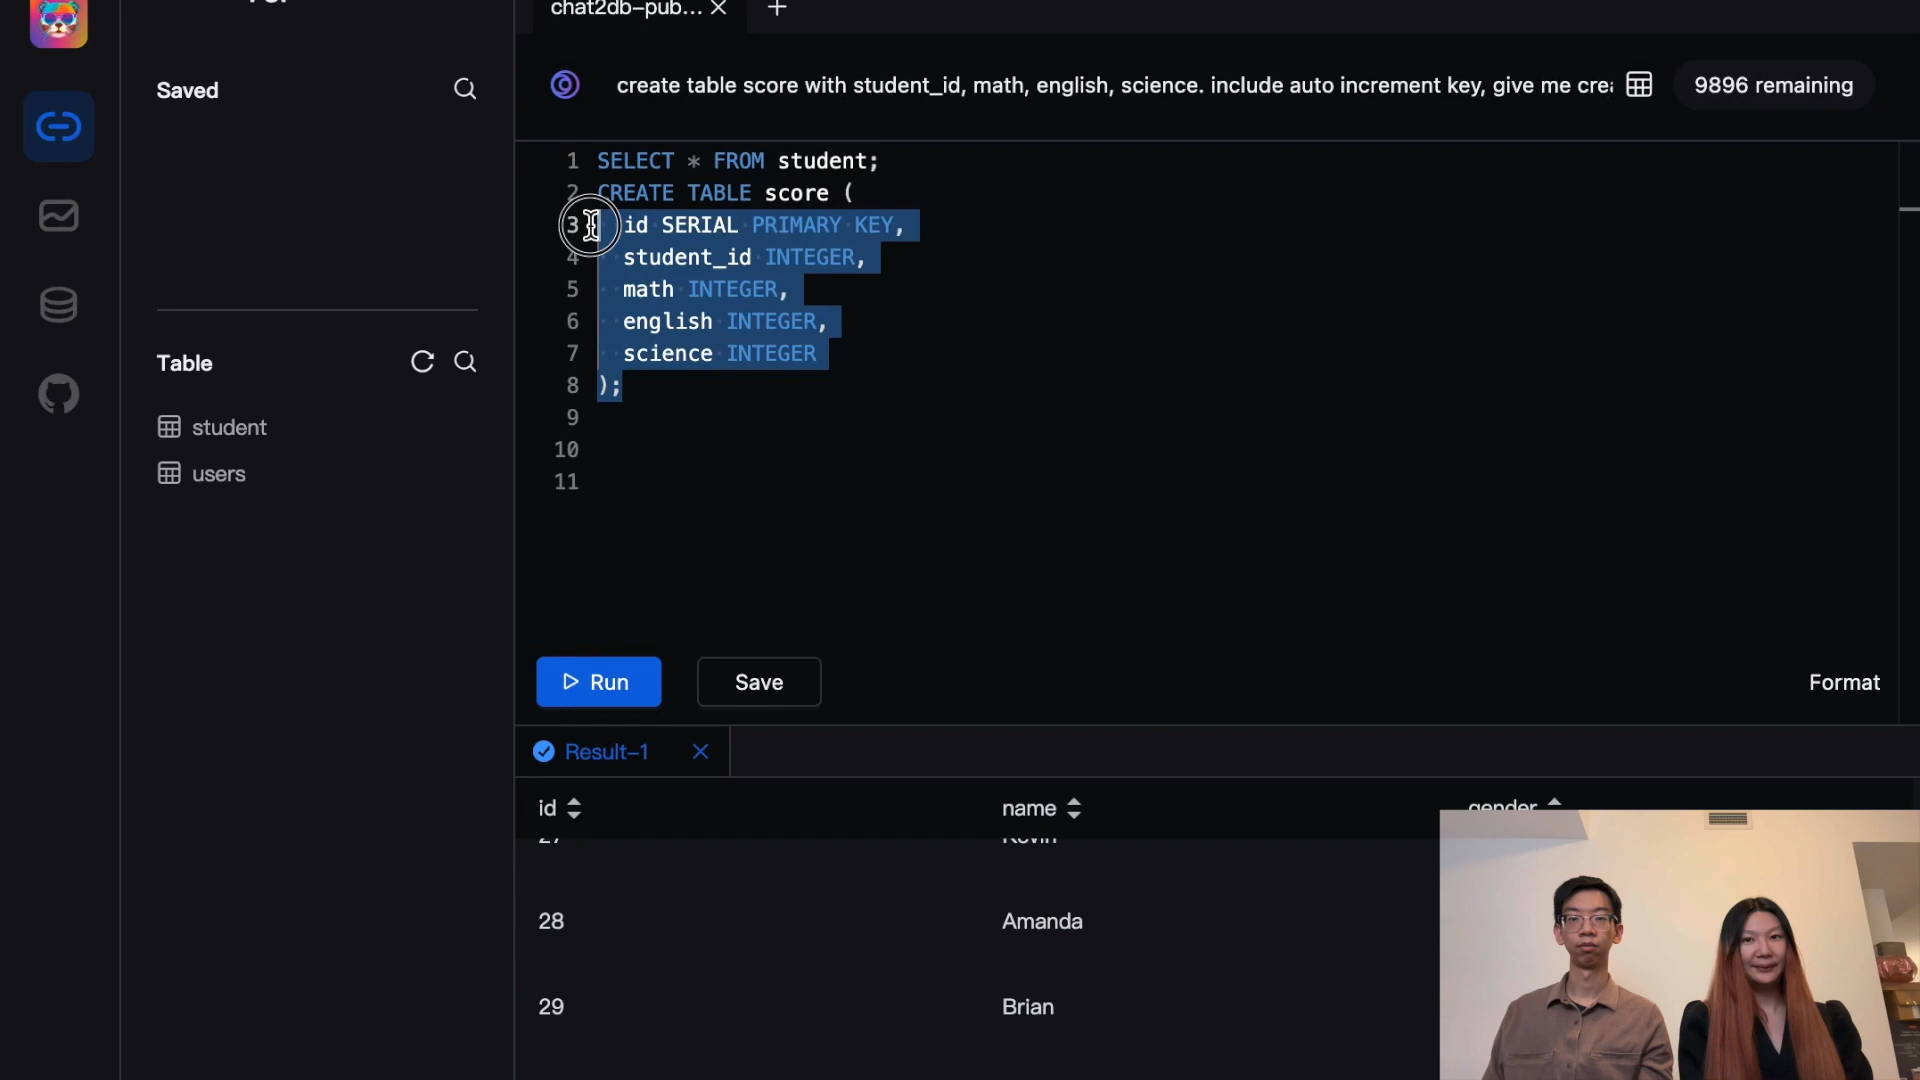 chat2db-pub...
Saved
create table score with student_id, math, english, science. include auto increment key, give me cre
9896 remaining
1 SELECT * FROM student;
2 CREATE TABLE score (
3 id SERIAL PRIMARY KEY,
4 student_id INTEGER,
5 math INTEGER,
6 english INTEGER,
7 science INTEGER
8 );
9
10
11
Table
student
users
Run
Save
Format
Result-1
id
name
gender
27
Kevin
28
Amanda
29
Brian